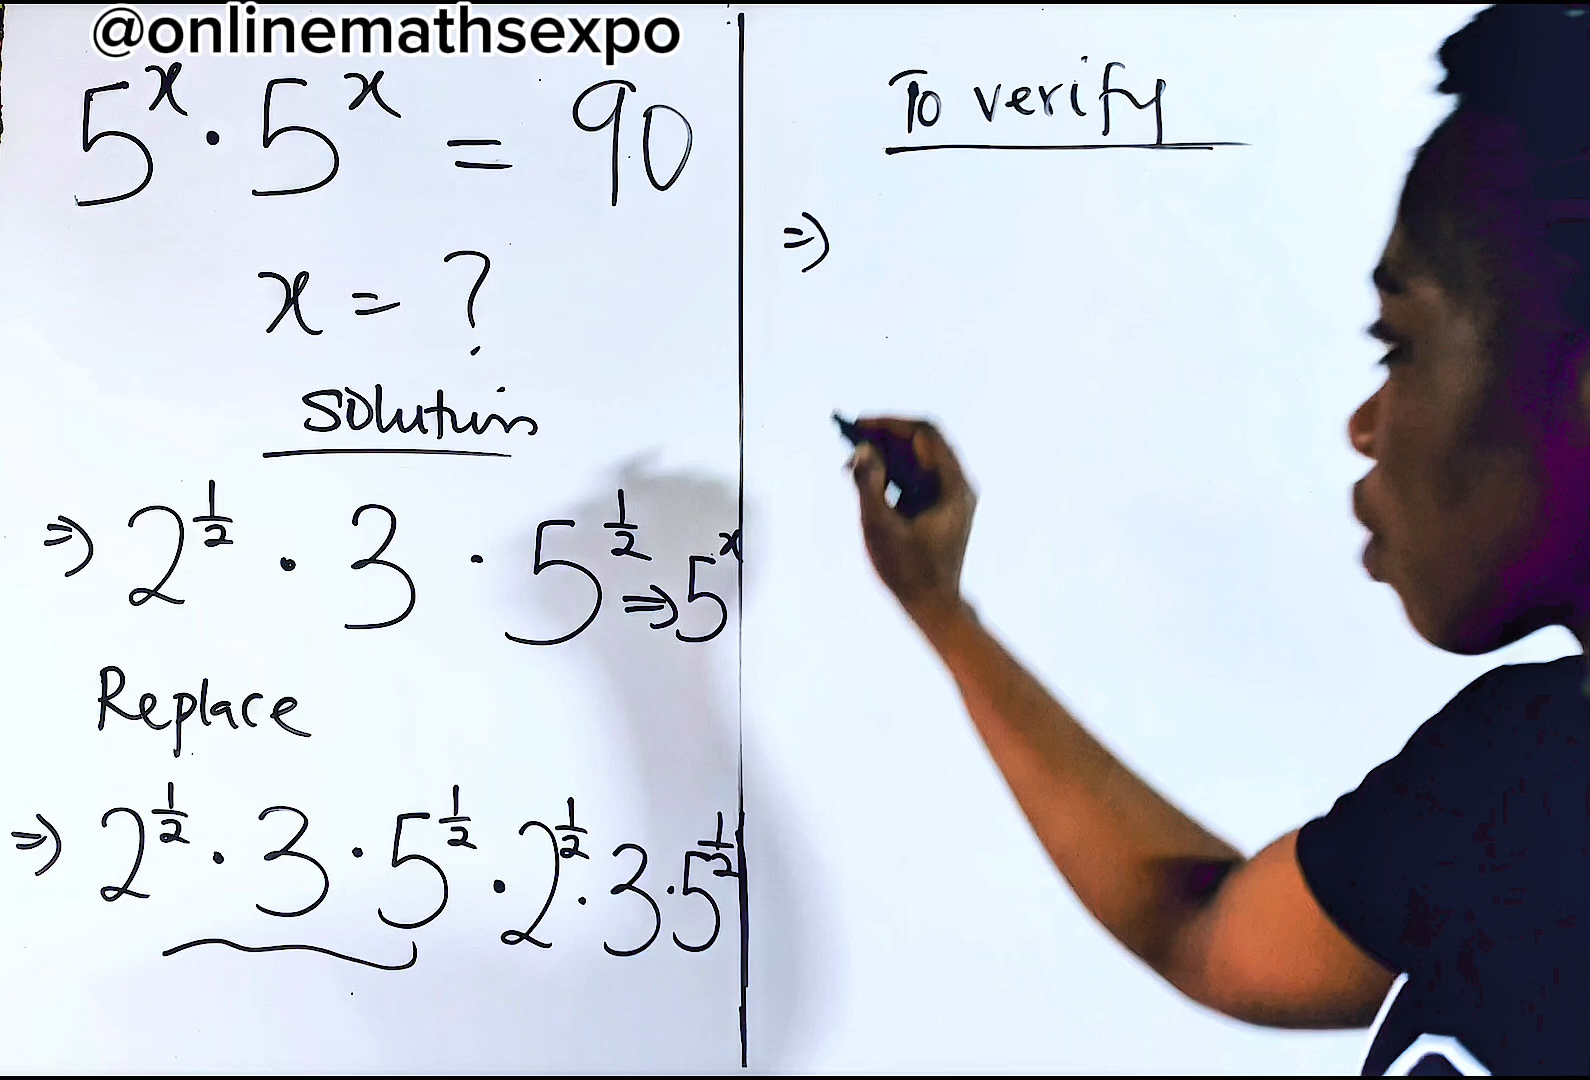 @onlinemathsexpo
5^x · 5^x = 90
x = ?
Solution
⇒ 2^½ · 3 · 5^½ ⇒ 5^x
Replace
⇒ 2^½ · 3 · 5^½ · 2^½ · 3 · 5^½
To verify
⇒